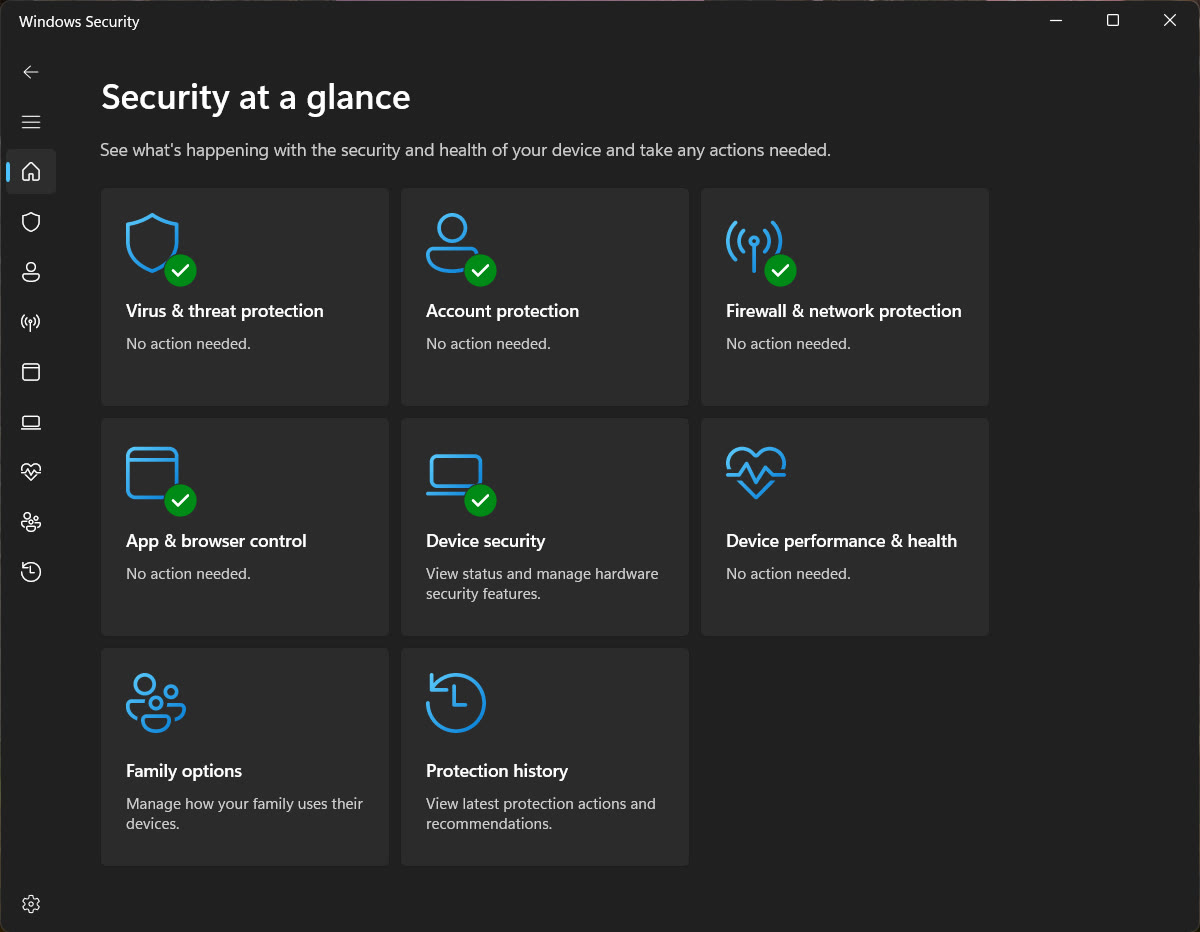 Windows Security
Security at a glance
See what's happening with the security and health of your device and take any actions needed.
Virus & threat protection
No action needed.
Account protection
No action needed.
Firewall & network protection
No action needed.
App & browser control
No action needed.
Device security
View status and manage hardware
security features.
Device performance & health
No action needed.
Family options
Manage how your family uses their
devices.
Protection history
View latest protection actions and
recommendations.